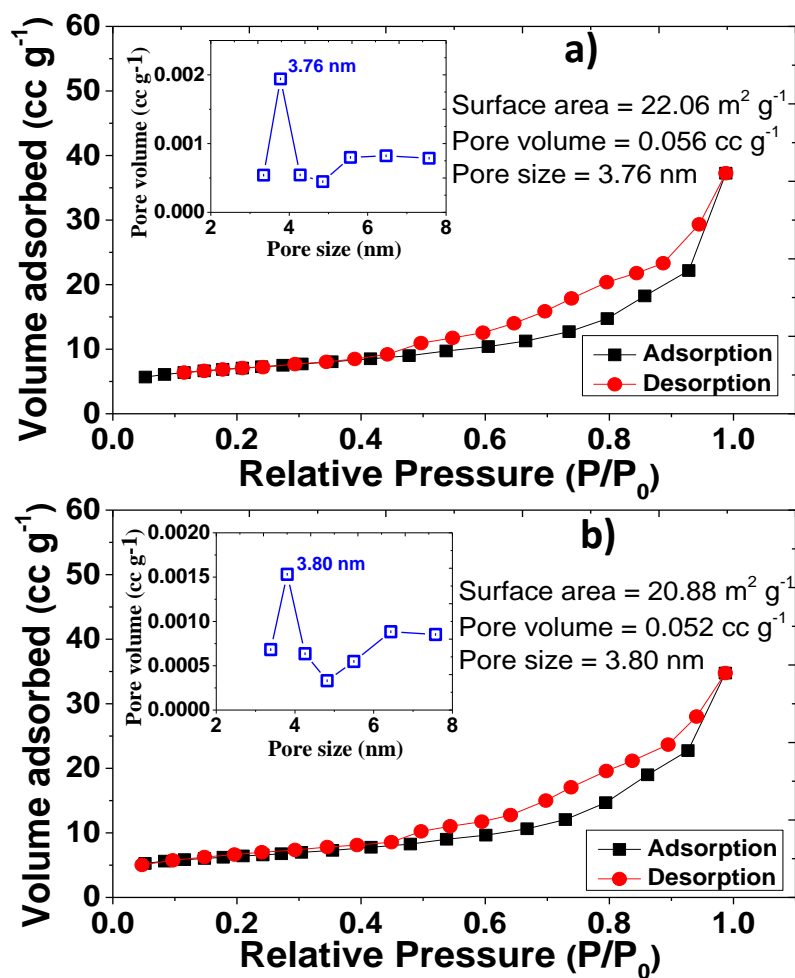 a)
60
50
40
30
20
10
0
Volume adsorbed (cc g-1)
0.002
0.001
0.000
Pore volume (cc g-1)
3.76 nm
2 4 6 8
Pore size (nm)
Surface area = 22.06 m2 g-1
Pore volume = 0.056 cc g-1
Pore size = 3.76 nm
Adsorption
Desorption
0.0 0.2 0.4 0.6 0.8 1.0
Relative Pressure (P/P0)
b)
60
50
40
30
20
10
0
Volume adsorbed (cc g-1)
0.0020
0.0015
0.0010
0.0005
0.0000
Pore volume (cc g-1)
3.80 nm
2 4 6 8
Pore size (nm)
Surface area = 20.88 m2 g-1
Pore volume = 0.052 cc g-1
Pore size = 3.80 nm
Adsorption
Desorption
0.0 0.2 0.4 0.6 0.8 1.0
Relative Pressure (P/P0)